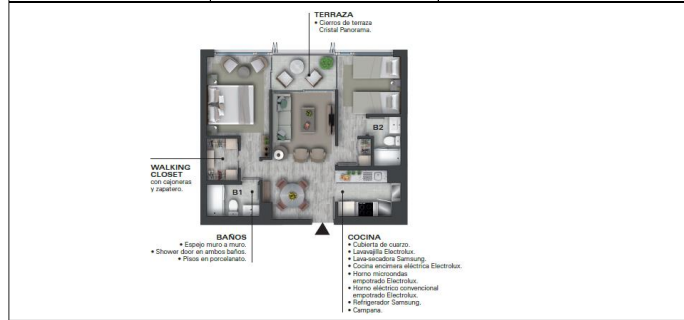 TERRAZA
• Cierros de terraza
Cristal Panorama.
B2
WALKING
CLOSET
con cajoneras
y zapatero.
B1
BAÑOS
• Espejo muro a muro.
• Shower door en ambos baños.
• Pisos en porcelanato.
COCINA
• Cubierta de cuarzo.
• Lavavajilla Electrolux.
• Lava-secadora Samsung.
• Cocina encimera eléctrica Electrolux.
• Horno microondas
empotrado Electrolux.
• Horno eléctrico convencional
empotrado Electrolux.
• Refrigerador Samsung.
• Campana.